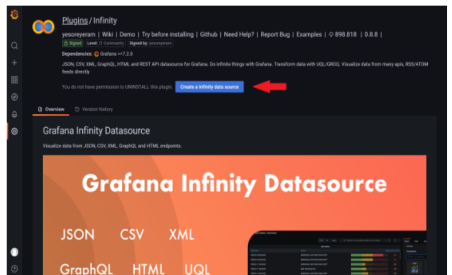 Plugins / Infinity
yesoreyeram | Wiki | Demo | Try before installing | Github | Need Help? | Report Bug | Examples | 898.818 | 0.8.8 |
Signed Level: Community Signed by yesoreyeram
Dependencies: Grafana >=7.2.0
JSON, CSV, XML, GraphQL, HTML and REST API datasource for Grafana. Do infinite things with Grafana. Transform data with UQL/GROQ. Visualize data from many apis, RSS/ATOM
feeds directly
You do not have permission to UNINSTALL this plugin. Create a Infinity data source
Overview Version history
Grafana Infinity Datasource
Visualize data from JSON, CSV, XML, GraphQL and HTML endpoints.
Grafana Infinity Datasource
JSON CSV XML
GraphQL HTML UQL